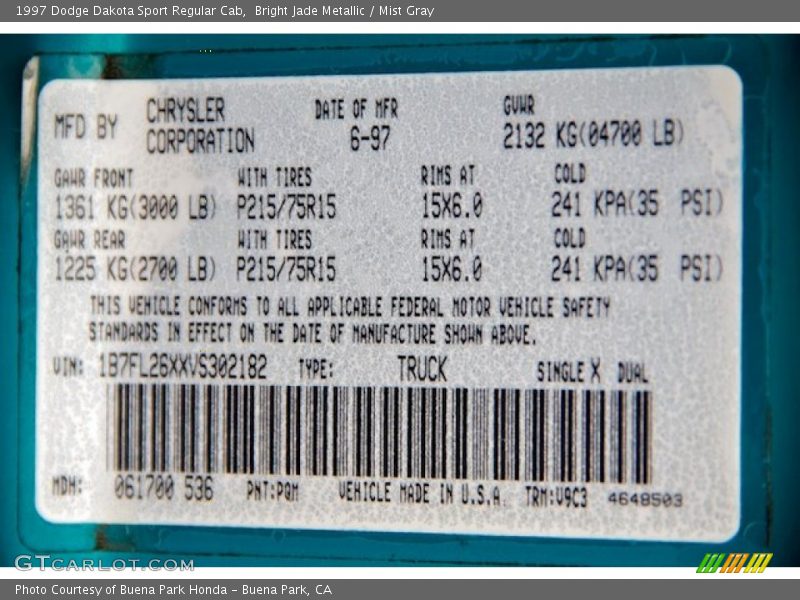 1997 Dodge Dakota Sport Regular Cab, Bright Jade Metallic / Mist Gray
MFD BY CHRYSLER CORPORATION DATE OF MFR 6-97 GVWR 2132 KG(04700 LB)
GAWR FRONT WITH TIRES RIMS AT COLD
1361 KG(3000 LB) P215/75R15 15X6.0 241 KPA(35 PSI)
GAWR REAR WITH TIRES RIMS AT COLD
1225 KG(2700 LB) P215/75R15 15X6.0 241 KPA(35 PSI)
THIS VEHICLE CONFORMS TO ALL APPLICABLE FEDERAL MOTOR VEHICLE SAFETY
STANDARDS IN EFFECT ON THE DATE OF MANUFACTURE SHOWN ABOVE.
VIN: 1B7FL26XXVS302182 TYPE: TRUCK SINGLE X DUAL
MDH: 061700 536 PNT:PQM VEHICLE MADE IN U.S.A. TRM:V9C3 4648503
GTCARLOT.COM
Photo Courtesy of Buena Park Honda - Buena Park, CA